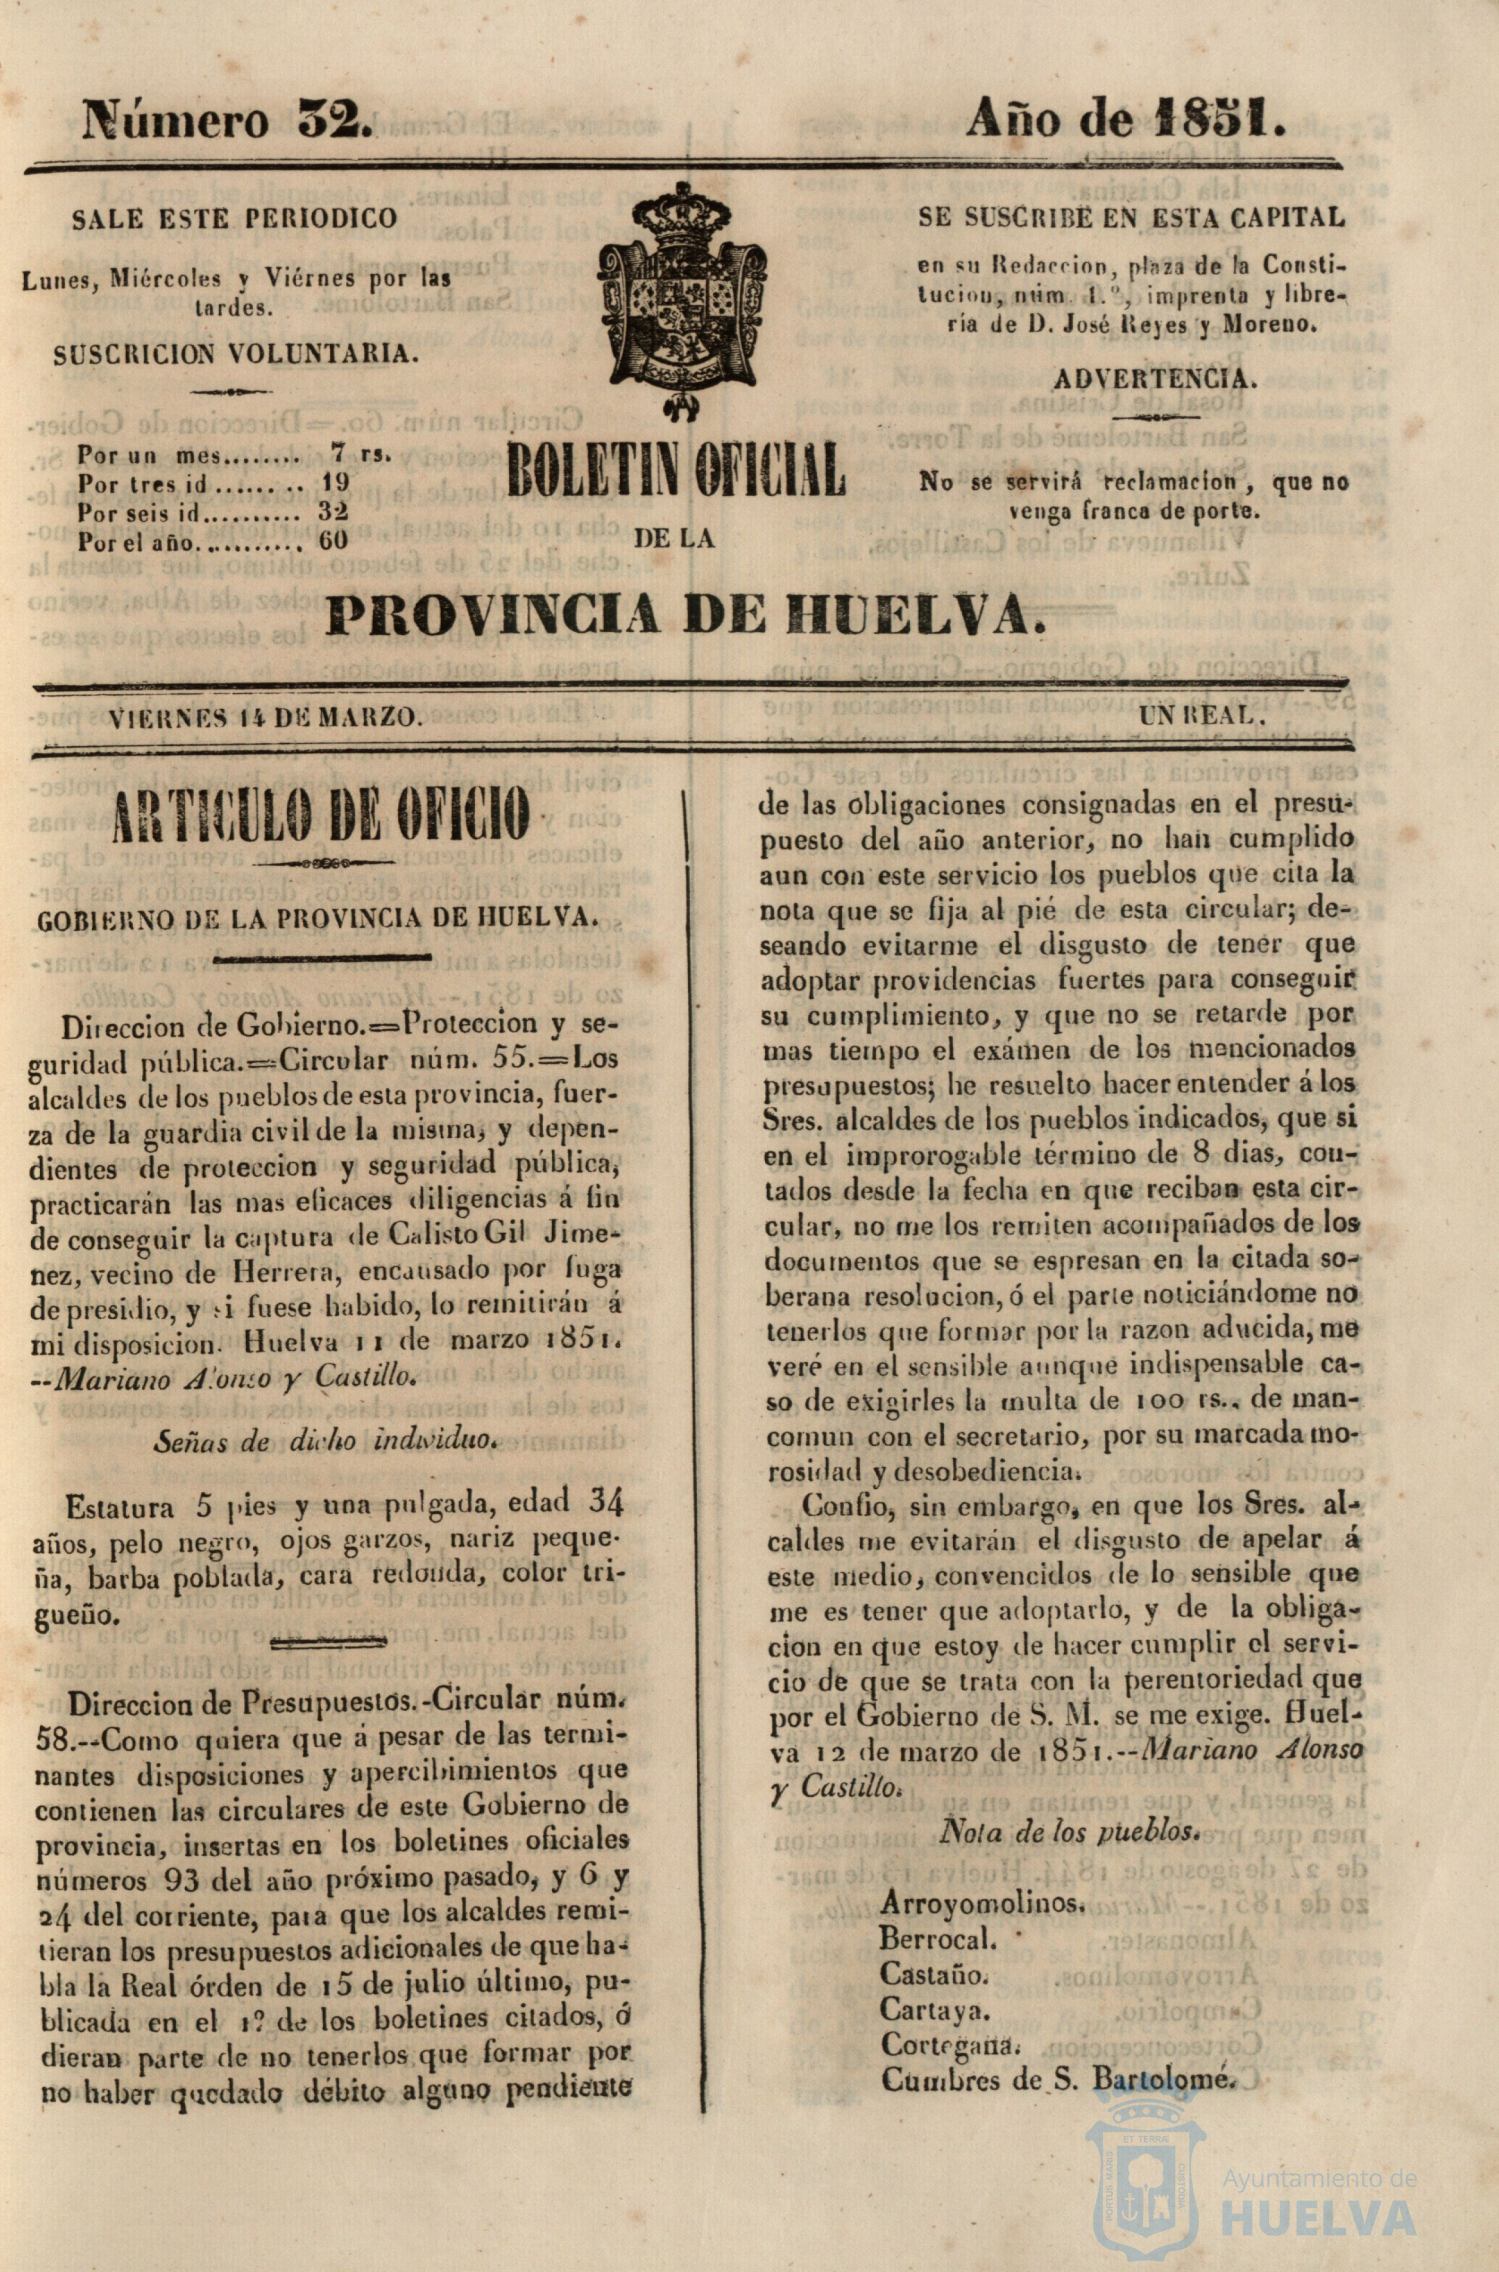 Número 32.
Año de 1851.
SALE ESTE PERIODICO
Lunes, Miércoles y Viérnes por las
tardes.
SUSCRICION VOLUNTARIA.
Por un mes........ 7 rs.
Por tres id ....... .. 19
Por seis id.......... 32
Por el año. .......... 60
SE SUSCRIBE EN ESTA CAPITAL
en su Redaccion, plaza de la Consti-
tucion, núm. 1.º, imprenta y libre-
ría de D. José Reyes y Moreno.
ADVERTENCIA.
No se servirá reclamacion, que no
venga franca de porte.
BOLETIN OFICIAL
DE LA
PROVINCIA DE HUELVA.
VIERNES 14 DE MARZO.
UN REAL.
ARTICULO DE OFICIO
GOBIERNO DE LA PROVINCIA DE HUELVA.
Direccion de Gobierno.=Proteccion y se-
guridad pública.=Circular núm. 55.=Los
alcaldes de los pueblos de esta provincia, fuer-
za de la guardia civil de la misma, y depen-
dientes de proteccion y seguridad pública,
practicarán las mas eficaces diligencias á fin
de conseguir la captura de Calisto Gil Jime-
nez, vecino de Herrera, encausado por fuga
de presidio, y si fuese habido, lo remitirán á
mi disposicion. Huelva 11 de marzo 1851.
--Mariano Alonso y Castillo.
Señas de dicho individuo.
Estatura 5 pies y una pulgada, edad 34
años, pelo negro, ojos garzos, nariz peque-
ña, barba poblada, cara redonda, color tri-
gueño.
Direccion de Presupuestos.-Circular núm.
58.--Como quiera que á pesar de las termi-
nantes disposiciones y apercibimientos que
contienen las circulares de este Gobierno de
provincia, insertas en los boletines oficiales
números 93 del año próximo pasado, y 6 y
24 del corriente, para que los alcaldes remi-
tieran los presupuestos adicionales de que ha-
bla la Real órden de 15 de julio último, pu-
blicada en el 1º de los boletines citados, ó
dieran parte de no tenerlos que formar por
no haber quedado débito alguno pendiente
de las obligaciones consignadas en el presu-
puesto del año anterior, no han cumplido
aun con este servicio los pueblos que cita la
nota que se fija al pié de esta circular; de-
seando evitarme el disgusto de tener que
adoptar providencias fuertes para conseguir
su cumplimiento, y que no se retarde por
mas tiempo el exámen de los mencionados
presupuestos; he resuelto hacer entender á los
Sres. alcaldes de los pueblos indicados, que si
en el improrogable término de 8 dias, con-
tados desde la fecha en que reciban esta cir-
cular, no me los remiten acompañados de los
documentos que se espresan en la citada so-
berana resolucion, ó el parte noticiándome no
tenerlos que formar por la razon aducida, me
veré en el sensible aunque indispensable ca-
so de exigirles la multa de 100 rs., de man-
comun con el secretario, por su marcada mo-
rosidad y desobediencia.
Confio, sin embargo, en que los Sres. al-
caldes me evitarán el disgusto de apelar á
este medio, convencidos de lo sensible que
me es tener que adoptarlo, y de la obliga-
cion en que estoy de hacer cumplir el servi-
cio de que se trata con la perentoriedad que
por el Gobierno de S. M. se me exige. Huel-
va 12 de marzo de 1851.--Mariano Alonso
y Castillo.
Nota de los pueblos.
Arroyomolinos.
Berrocal.
Castaño.
Cartaya.
Cortegana.
Cumbres de S. Bartolomé.
PORTUS MARIS ET TERRAE CUSTODIA
Ayuntamiento de
HUELVA